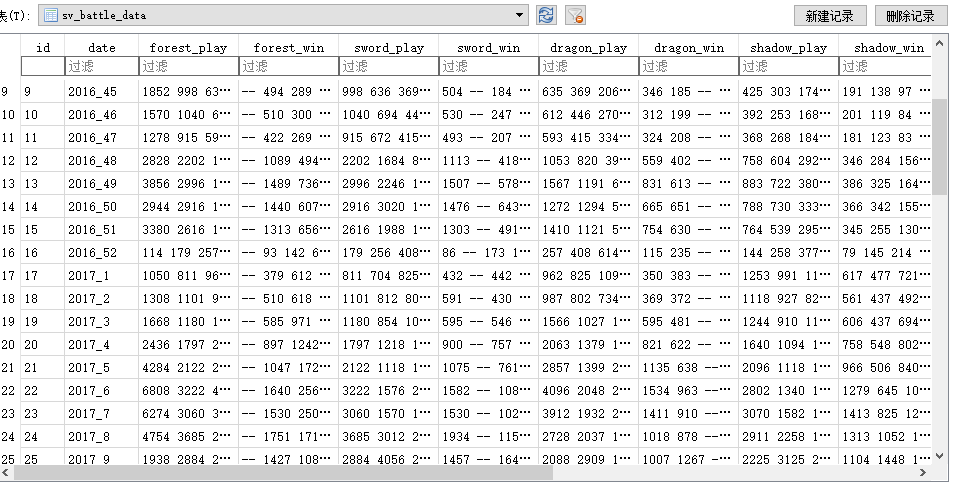 表(T): sv_battle_data 新建记录 删除记录
id date forest_play forest_win sword_play sword_win dragon_play dragon_win shadow_play shadow_win
过滤 过滤 过滤 过滤 过滤 过滤 过滤 过滤 过滤
9 9 2016_45 1852 998 63… -- 494 289 … 998 636 369… 504 -- 184 … 635 369 206… 346 185 -- … 425 303 174… 191 138 97 …
10 10 2016_46 1570 1040 6… -- 510 300 … 1040 694 44… 530 -- 247 … 612 446 270… 312 199 -- … 392 253 168… 201 119 84 …
11 11 2016_47 1278 915 59… -- 422 269 … 915 672 415… 493 -- 207 … 593 415 334… 324 208 -- … 368 268 184… 181 123 83 …
12 12 2016_48 2828 2202 1… -- 1089 494… 2202 1684 8… 1113 -- 418… 1053 820 39… 559 402 -- … 758 604 292… 346 284 156…
13 13 2016_49 3856 2996 1… -- 1489 736… 2996 2246 1… 1507 -- 578… 1567 1191 6… 831 613 -- … 883 722 380… 386 325 164…
14 14 2016_50 2944 2916 1… -- 1440 607… 2916 3020 1… 1476 -- 643… 1272 1294 5… 665 651 -- … 788 730 333… 366 342 155…
15 15 2016_51 3380 2616 1… -- 1313 656… 2616 1988 1… 1303 -- 491… 1410 1121 5… 754 630 -- … 764 539 295… 345 255 130…
16 16 2016_52 114 179 257… -- 93 142 6… 179 256 408… 86 -- 173 1… 257 408 614… 115 235 -- … 144 258 377… 79 145 214 …
17 17 2017_1 1050 811 96… -- 379 612 … 811 704 825… 432 -- 442 … 962 825 109… 350 383 -- … 1253 991 11… 617 477 721…
18 18 2017_2 1308 1101 9… -- 510 618 … 1101 812 80… 591 -- 430 … 987 802 734… 369 372 -- … 1118 927 82… 561 437 492…
19 19 2017_3 1668 1180 1… -- 585 971 … 1180 854 10… 595 -- 546 … 1566 1027 1… 595 481 -- … 1244 910 11… 606 437 694…
20 20 2017_4 2436 1797 2… -- 897 1242… 1797 1218 1… 900 -- 757 … 2063 1379 1… 821 622 -- … 1640 1094 1… 758 548 802…
21 21 2017_5 4284 2122 2… -- 1047 172… 2122 1118 1… 1075 -- 761… 2857 1399 2… 1135 638 -- … 2096 1118 1… 966 506 840…
22 22 2017_6 6808 3222 4… -- 1640 256… 3222 1576 2… 1582 -- 108… 4096 2048 2… 1534 963 -- … 2802 1340 1… 1279 645 10…
23 23 2017_7 6274 3060 3… -- 1530 250… 3060 1570 1… 1530 -- 102… 3912 1932 2… 1411 910 -- … 3070 1582 1… 1413 825 12…
24 24 2017_8 4754 3685 2… -- 1751 171… 3685 3012 2… 1934 -- 115… 2728 2037 1… 1018 878 -- … 2911 2258 1… 1313 1052 1…
25 25 2017_9 1938 2884 2… -- 1427 108… 2884 4056 2… 1457 -- 164… 2088 2909 1… 1007 1267 -… 2225 3125 2… 1104 1448 1…